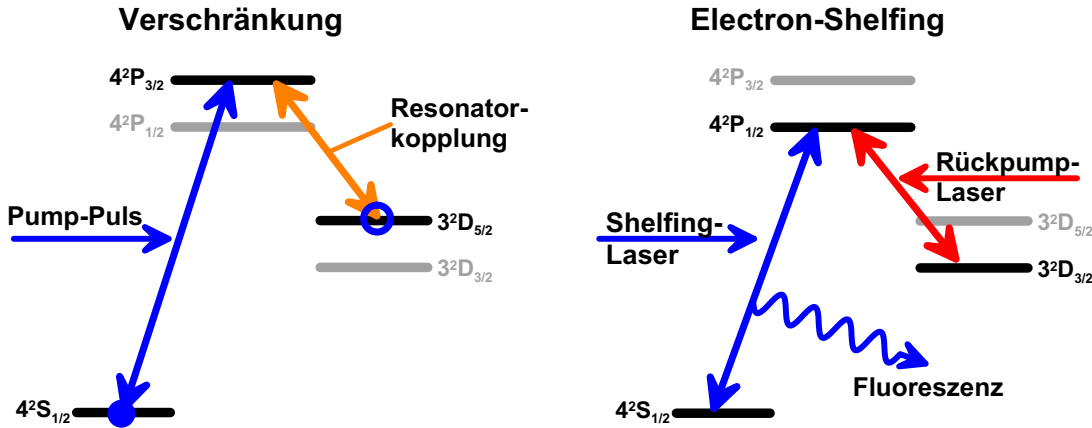 Verschränkung
4²P3/2
4²P1/2
Resonator-
kopplung
Pump-Puls
3²D5/2
3²D3/2
4²S1/2
Electron-Shelfing
4²P3/2
4²P1/2
Rückpump-
Laser
Shelfing-
Laser
3²D5/2
3²D3/2
Fluoreszenz
4²S1/2